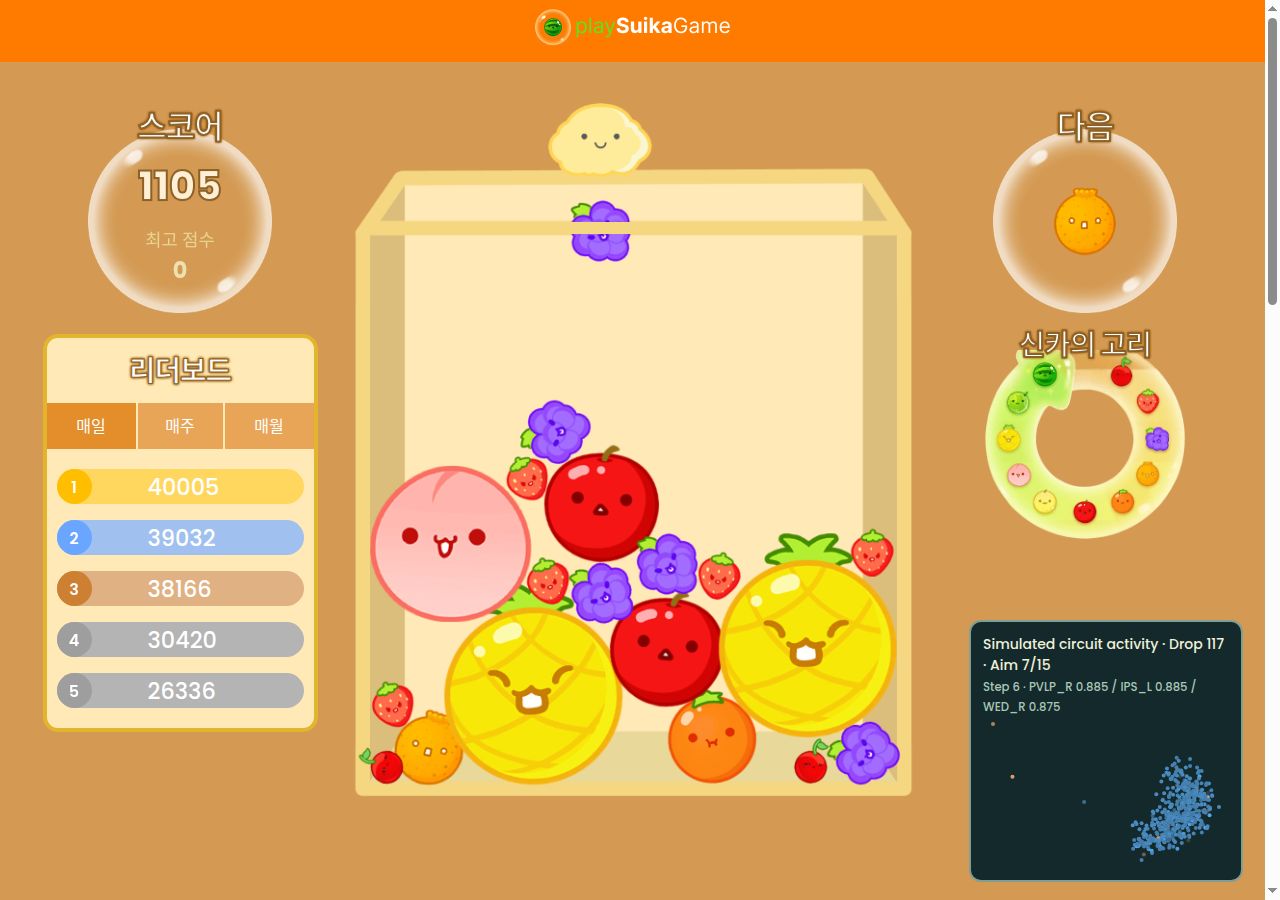 playSuikaGame
스코어
1105
최고 점수
0
리더보드
매일 매주 매월
1 40005
2 39032
3 38166
4 30420
5 26336
다음
신카의 고리
Simulated circuit activity · Drop 117
· Aim 7/15
Step 6 · PVLP_R 0.885 / IPS_L 0.885 /
WED_R 0.875